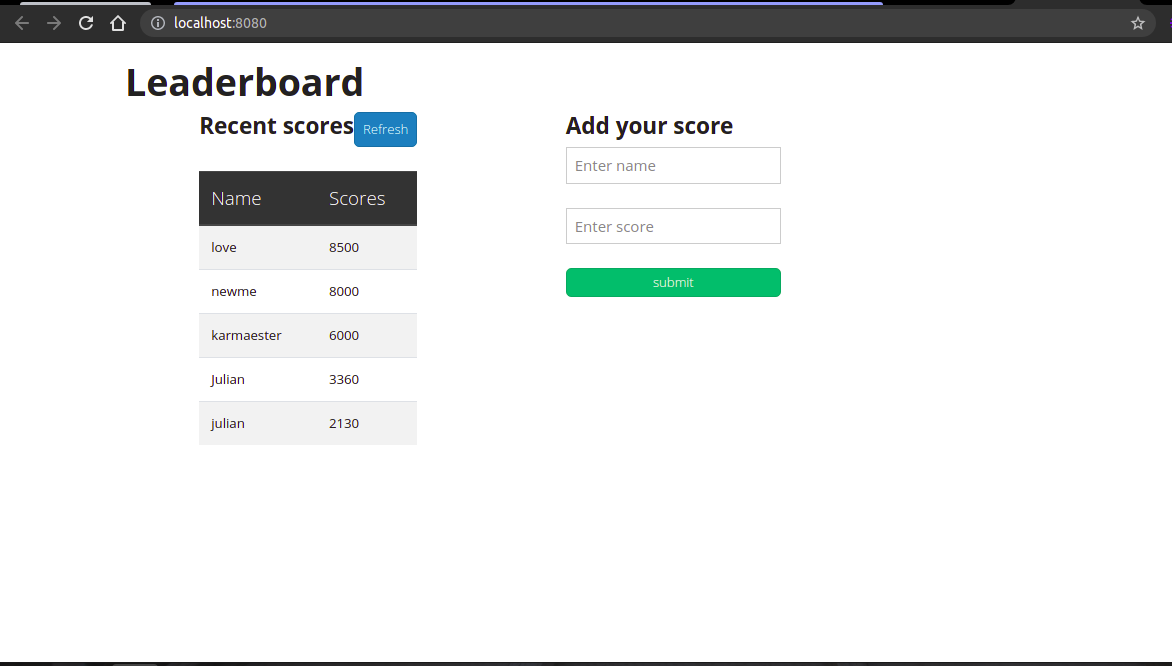 localhost:8080
Leaderboard
Recent scores Refresh
Name Scores
love 8500
newme 8000
karmaester 6000
Julian 3360
julian 2130
Add your score
Enter name
Enter score
submit